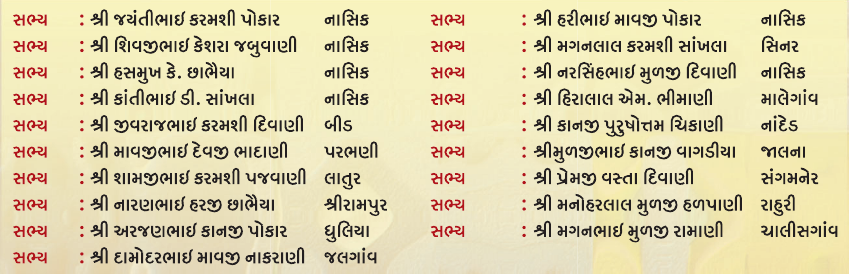 સભ્ય : શ્રી જયંતીભાઈ કરમશી પોકાર નાસિક
સભ્ય : શ્રી શિવજીભાઈ કેશરા જબુવાણી નાસિક
સભ્ય : શ્રી હસમુખ કે. છાભૈયા નાસિક
સભ્ય : શ્રી કાંતીભાઈ ડી. સાંખલા નાસિક
સભ્ય : શ્રી જીવરાજભાઈ કરમશી દિવાણી બીડ
સભ્ય : શ્રી માવજીભાઈ દેવજી ભાદાણી પરભણી
સભ્ય : શ્રી શામજીભાઈ કરમશી પજવાણી લાતુર
સભ્ય : શ્રી નારણભાઈ હરજી છાભૈયા શ્રીરામપુર
સભ્ય : શ્રી અરજણભાઈ કાનજી પોકાર ધુલિયા
સભ્ય : શ્રી દામોદરભાઈ માવજી નાકરાણી જલગાંવ
સભ્ય : શ્રી હરીભાઈ માવજી પોકાર નાસિક
સભ્ય : શ્રી મગનલાલ કરમશી સાંખલા સિનર
સભ્ય : શ્રી નરસિંહભાઈ મુળજી દિવાણી નાસિક
સભ્ય : શ્રી હિરાલાલ એમ. ભીમાણી માલેગાંવ
સભ્ય : શ્રી કાનજી પુરુષોત્તમ ચિકાણી નાંદેડ
સભ્ય : શ્રીમુળજીભાઈ કાનજી વાગડીયા જાલના
સભ્ય : શ્રી પ્રેમજી વસ્તા દિવાણી સંગમનેર
સભ્ય : શ્રી મનોહરલાલ મુળજી હળપાણી રાહુરી
સભ્ય : શ્રી મગનભાઈ મુળજી રામાણી ચાલીસગાંવ